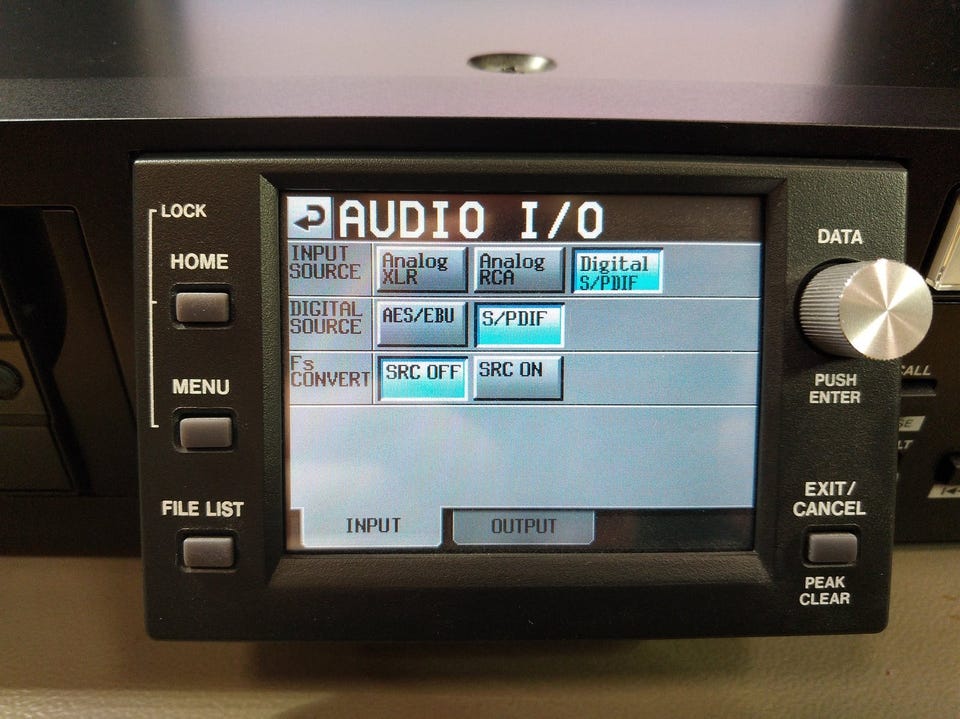 LOCK
HOME
MENU
FILE LIST
AUDIO I/O
INPUT SOURCE
Analog XLR
Analog RCA
Digital S/PDIF
DIGITAL SOURCE
AES/EBU
S/PDIF
Fs CONVERT
SRC OFF
SRC ON
INPUT
OUTPUT
DATA
PUSH
ENTER
EXIT/
CANCEL
PEAK
CLEAR